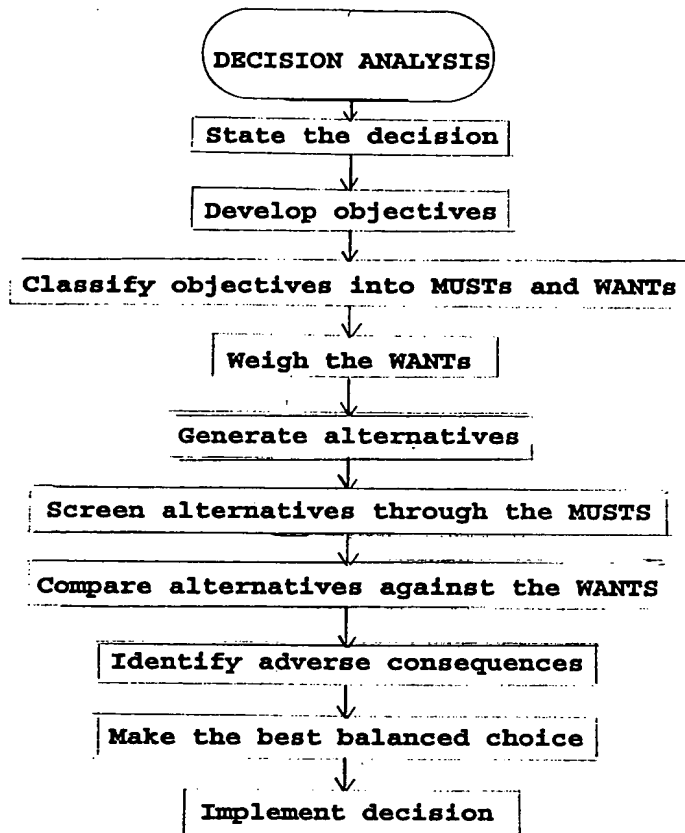 DECISION ANALYSIS
State the decision
Develop objectives
Classify objectives into MUSTs and WANTs
Weigh the WANTs
Generate alternatives
Screen alternatives through the MUSTS
Compare alternatives against the WANTS
Identify adverse consequences
Make the best balanced choice
Implement decision